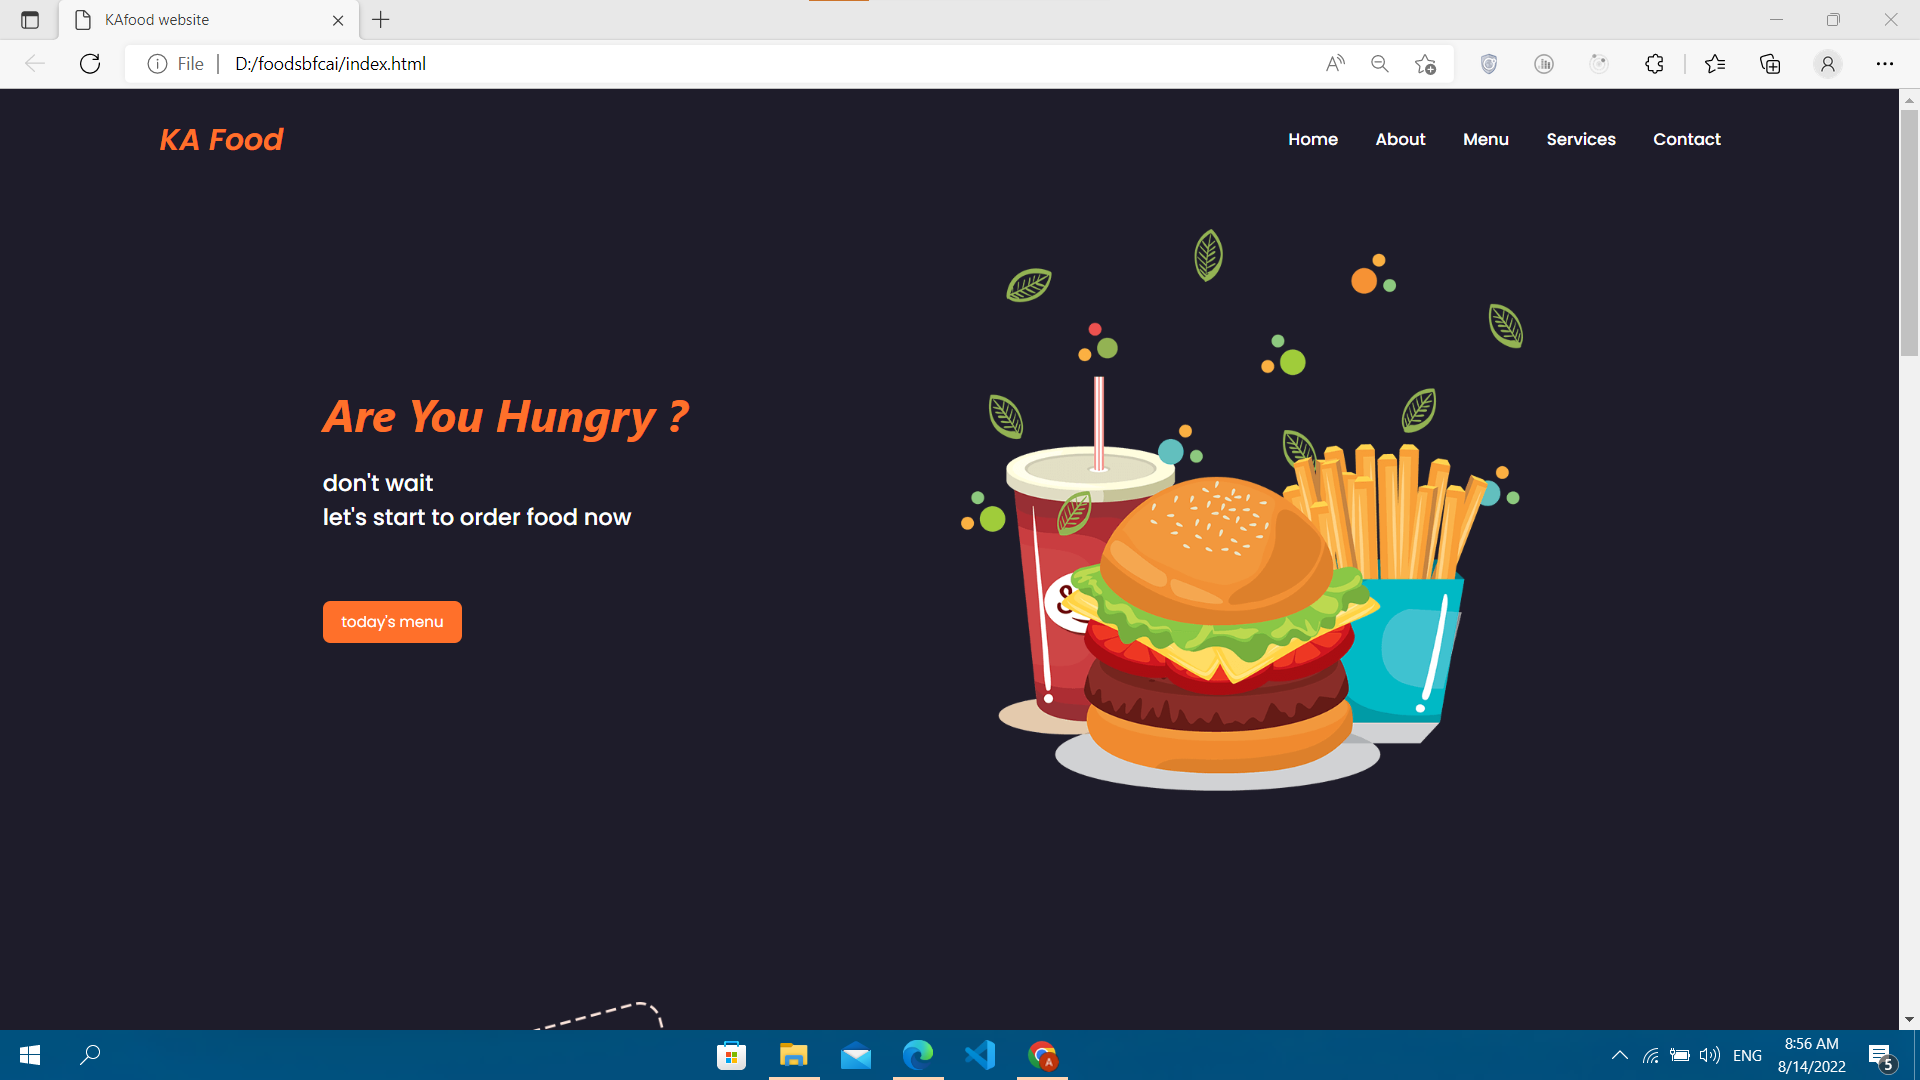 KAfood website
File
D:/foodsbfcai/index.html
KA Food
Home About Menu Services Contact
Are You Hungry ?
don't wait
let's start to order food now
today's menu
ENG
8:56 AM
8/14/2022
5
A